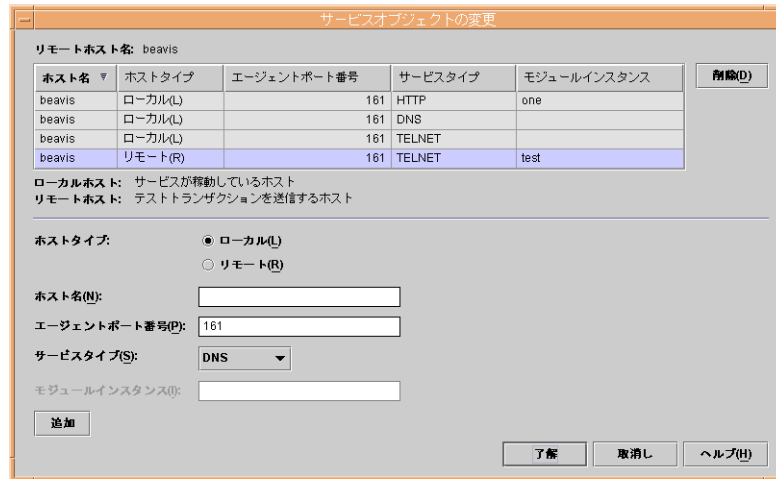 サービスオブジェクトの変更
リモートホスト名: beavis
ホスト名 ホストタイプ エージェントポート番号 サービスタイプ モジュールインスタンス 削除(D)
beavis ローカル(L) 161 HTTP one
beavis ローカル(L) 161 DNS
beavis ローカル(L) 161 TELNET
beavis リモート(R) 161 TELNET test
ローカルホスト: サービスが稼動しているホスト
リモートホスト: テストトランザクションを送信するホスト
ホストタイプ: ローカル(L)
リモート(R)
ホスト名(N):
エージェントポート番号(P): 161
サービスタイプ(S): DNS
モジュールインスタンス(I):
追加
了解 取消し ヘルプ(H)